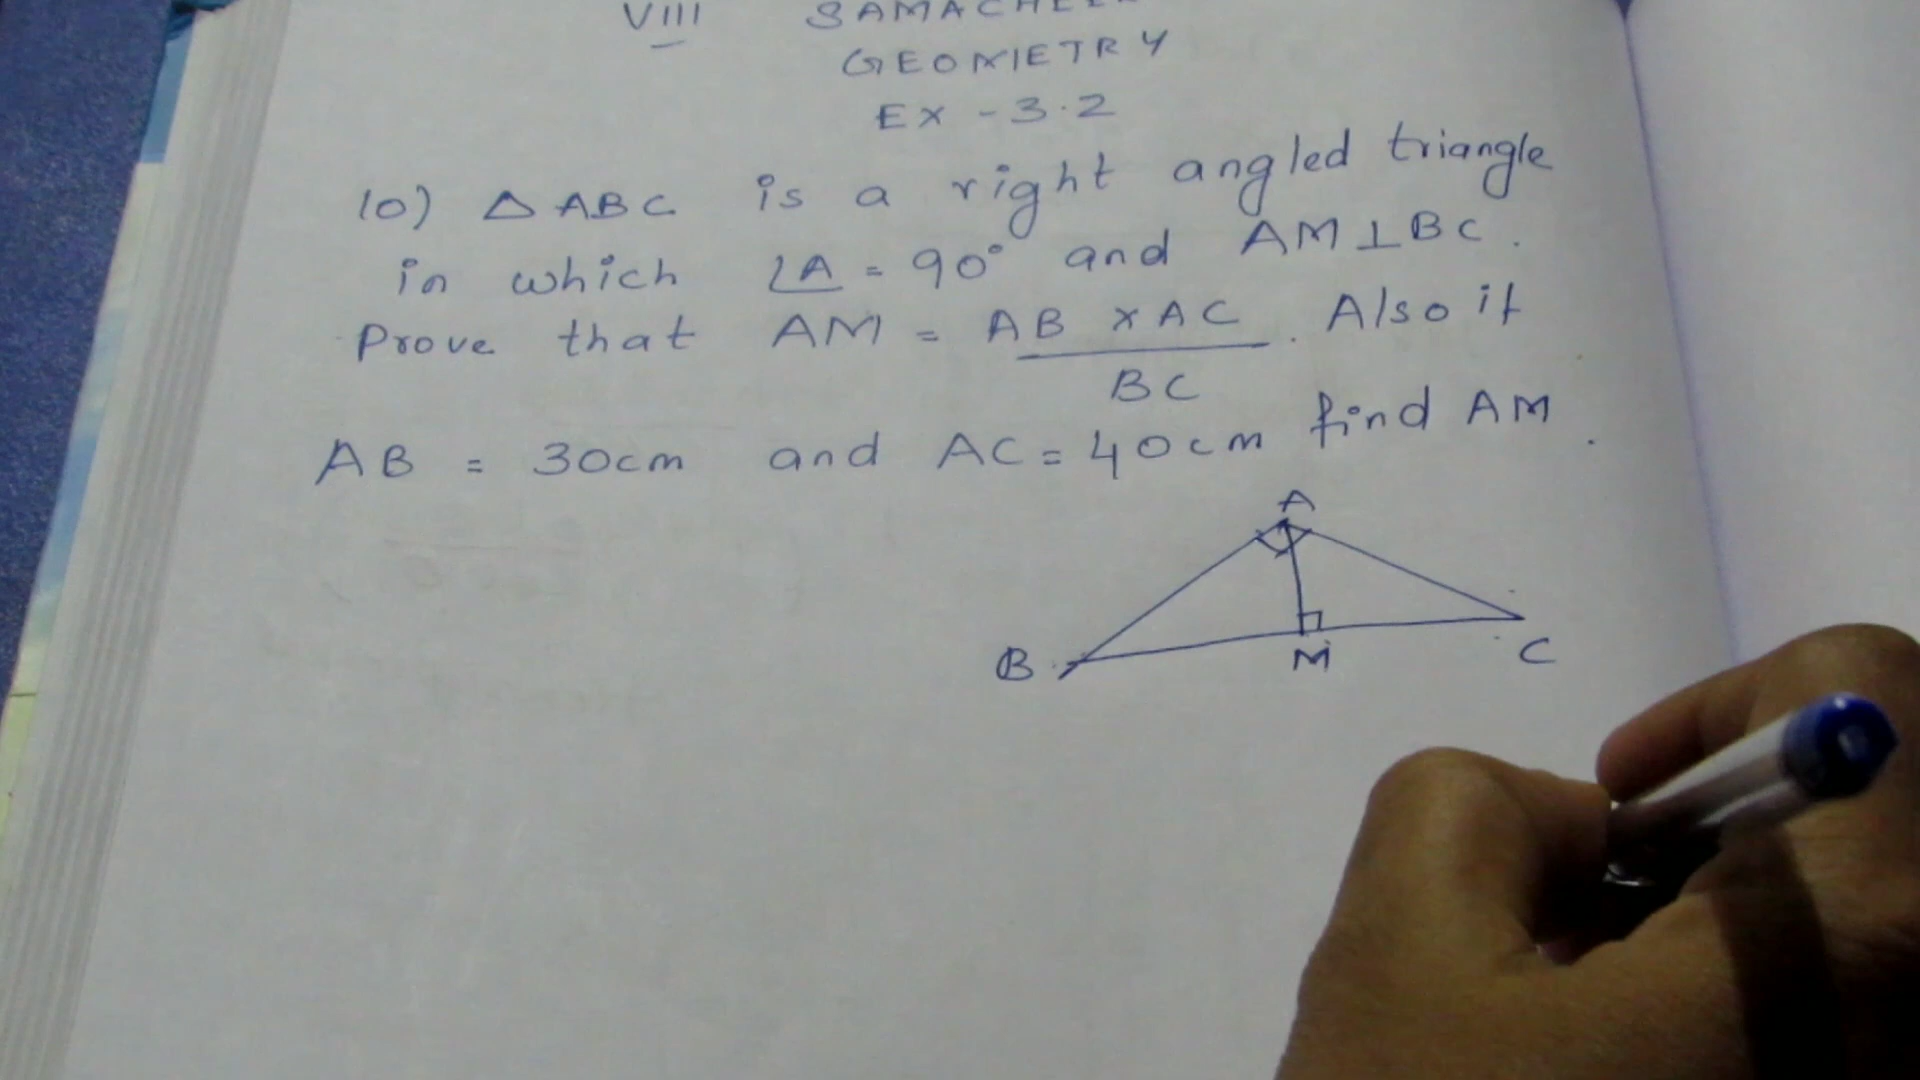 VIII
GEOMETRY
EX - 3.2
10) △ ABC is a right angled triangle
in which ∠A = 90° and AM ⊥ BC.
Prove that AM = AB x AC . Also if
BC
AB = 30cm and AC = 40cm find AM.
A
B M C